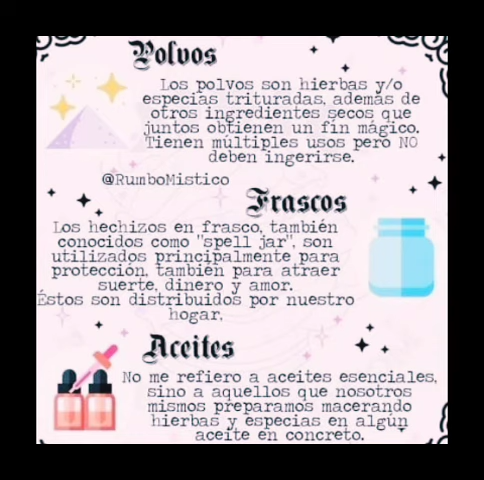 Polvos
Los polvos son hierbas y/o
especias trituradas, además de
otros ingredientes secos que
juntos obtienen un fin mágico.
Tienen múltiples usos pero NO
deben ingerirse.
@RumboMistico
Frascos
Los hechizos en frasco, también
conocidos como "spell jar", son
utilizados principalmente para
protección, también para atraer
suerte, dinero y amor.
Éstos son distribuidos por nuestro
hogar.
Aceites
No me refiero a aceites esenciales,
sino a aquellos que nosotros
mismos preparamos macerando
hierbas y especias en algún
aceite en concreto.